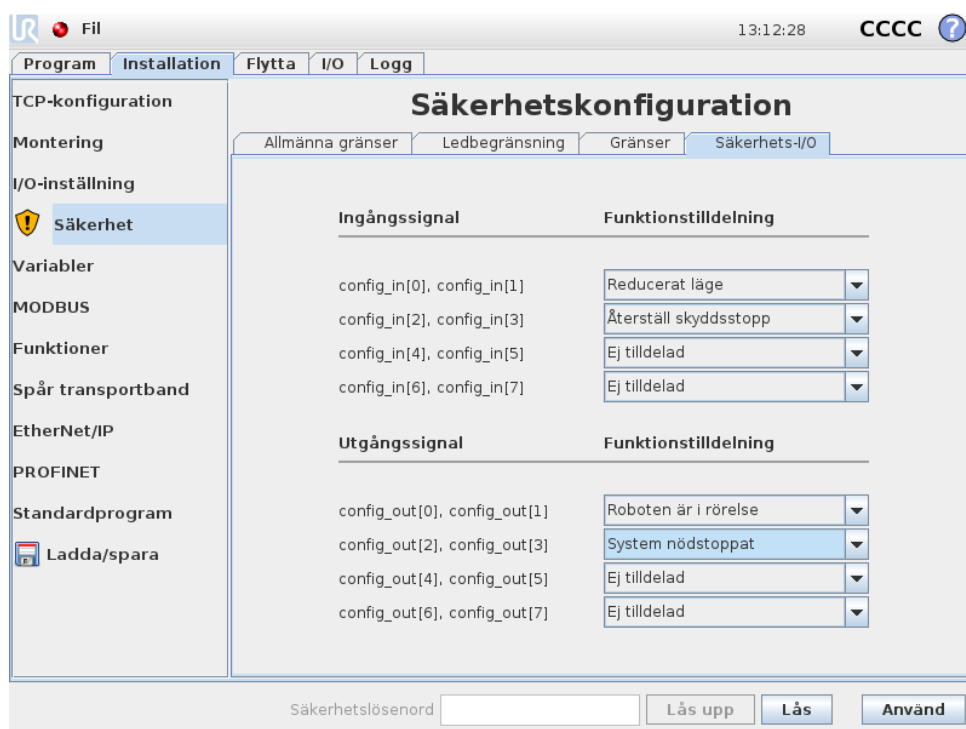 UR Fil 13:12:28 CCCC ?
Program Installation Flytta I/O Logg
TCP-konfiguration
Montering
I/O-inställning
Säkerhet
Variabler
MODBUS
Funktioner
Spår transportband
EtherNet/IP
PROFINET
Standardprogram
Ladda/spara
Säkerhetskonfiguration
Allmänna gränser Ledbegränsning Gränser Säkerhets-I/O
Ingångssignal Funktionstilldelning
config_in[0], config_in[1] Reducerat läge
config_in[2], config_in[3] Återställ skyddsstopp
config_in[4], config_in[5] Ej tilldelad
config_in[6], config_in[7] Ej tilldelad
Utgångssignal Funktionstilldelning
config_out[0], config_out[1] Roboten är i rörelse
config_out[2], config_out[3] System nödstoppat
config_out[4], config_out[5] Ej tilldelad
config_out[6], config_out[7] Ej tilldelad
Säkerhetslösenord Lås upp Lås Använd